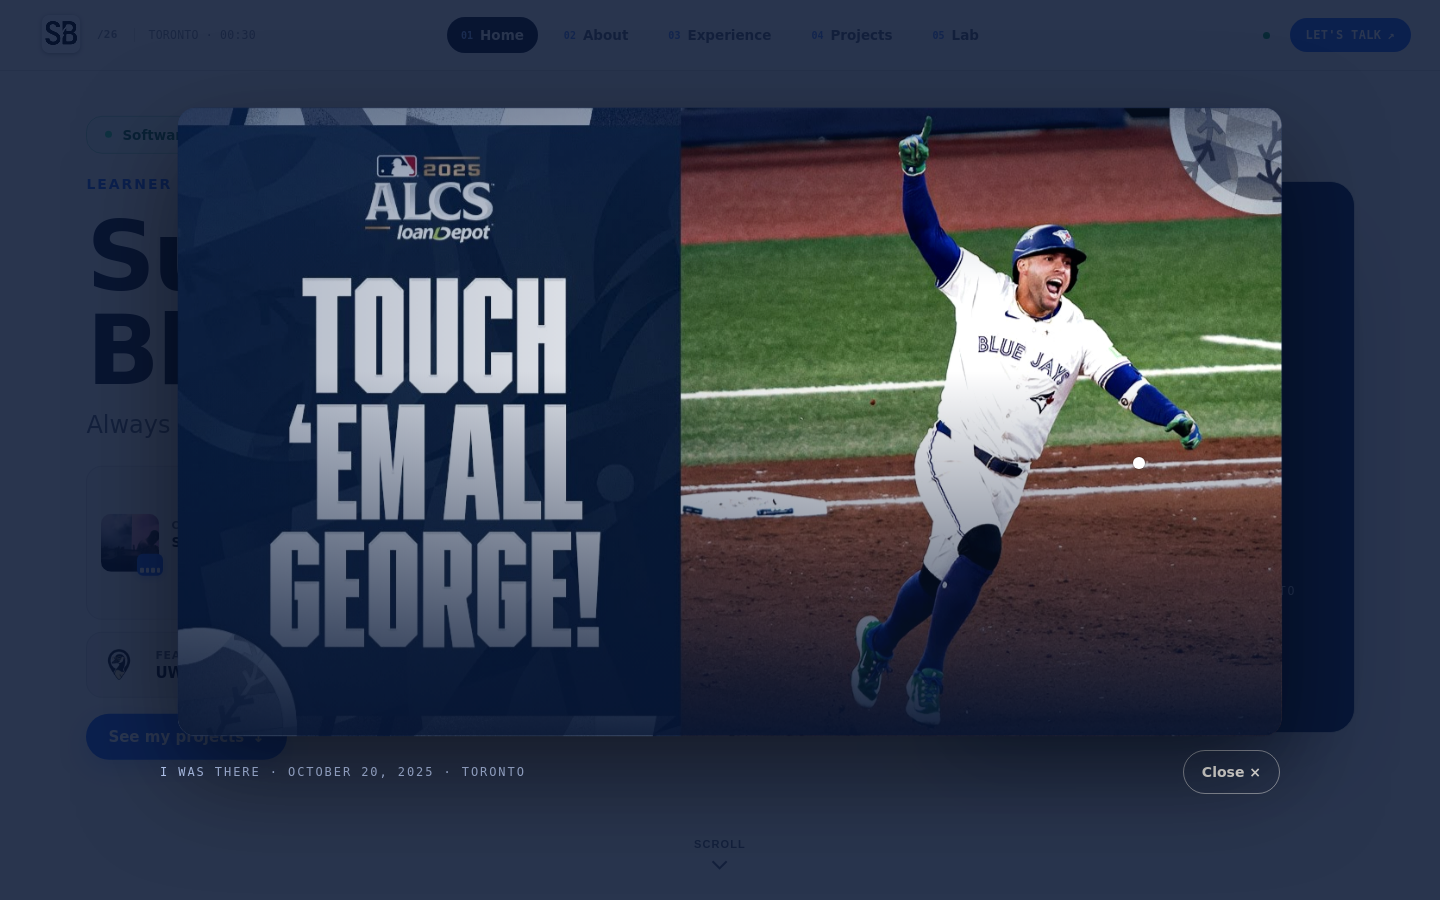 SB
/26
TORONTO · 00:30
01 Home
02 About
03 Experience
04 Projects
05 Lab
LET'S TALK ↗
LEARNER
Always
2025
ALCS
loanDepot
TOUCH
'EM ALL
GEORGE!
BLUE JAYS
See my projects
I WAS THERE · OCTOBER 20, 2025 · TORONTO
Close ×
SCROLL